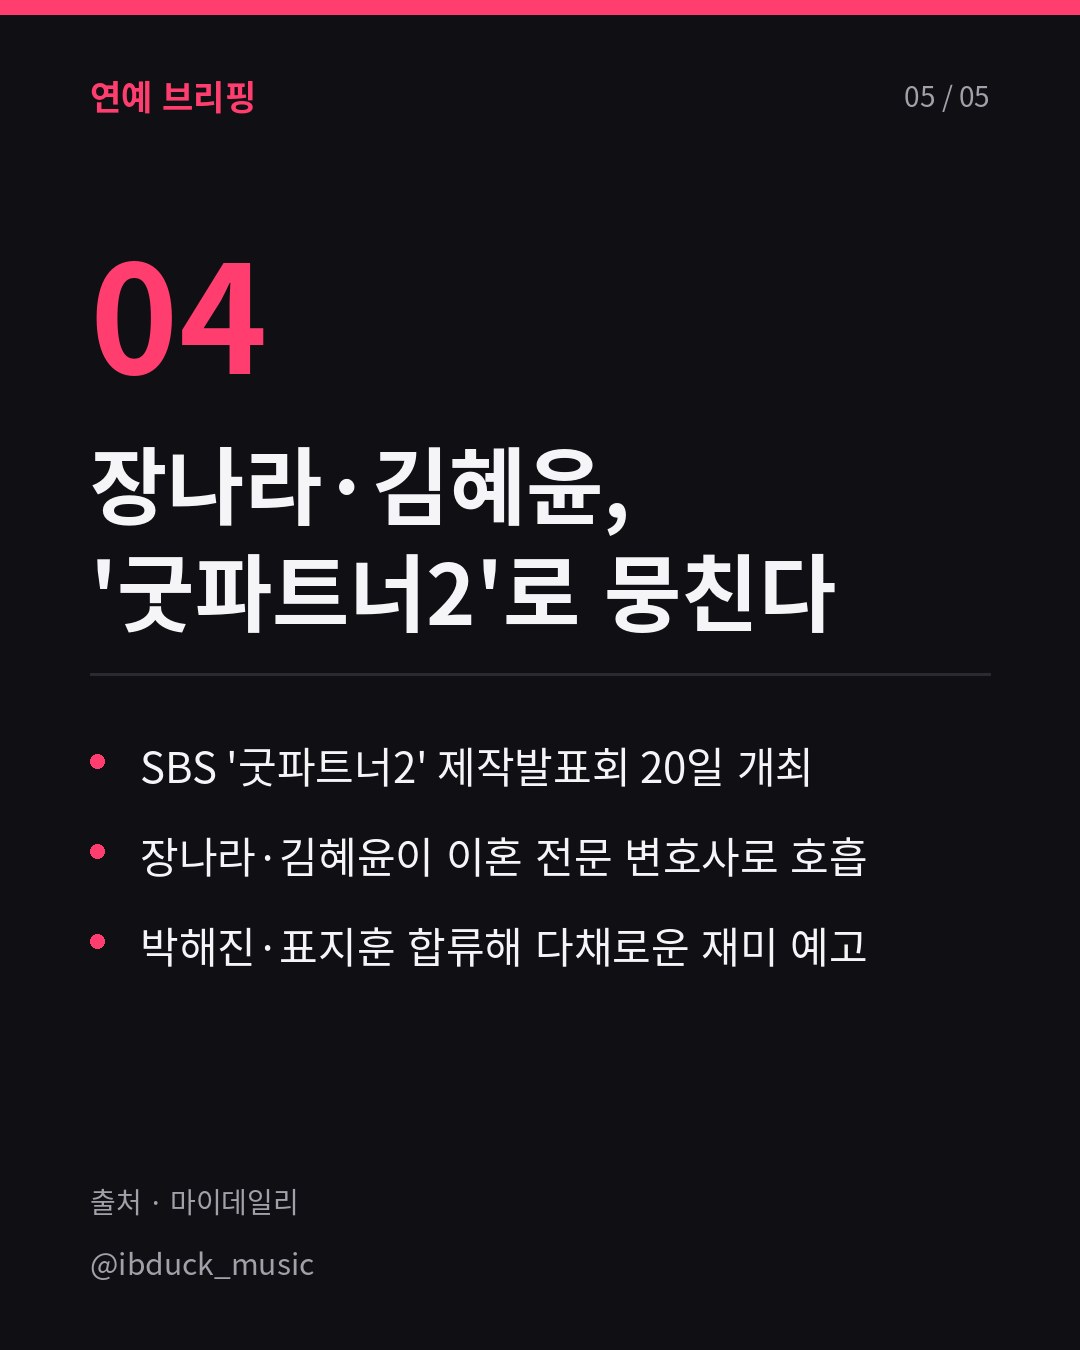 연예 브리핑
05 / 05
04
장나라·김혜윤,
'굿파트너2'로 뭉친다
SBS '굿파트너2' 제작발표회 20일 개최
장나라·김혜윤이 이혼 전문 변호사로 호흡
박해진·표지훈 합류해 다채로운 재미 예고
출처 · 마이데일리
@ibduck_music